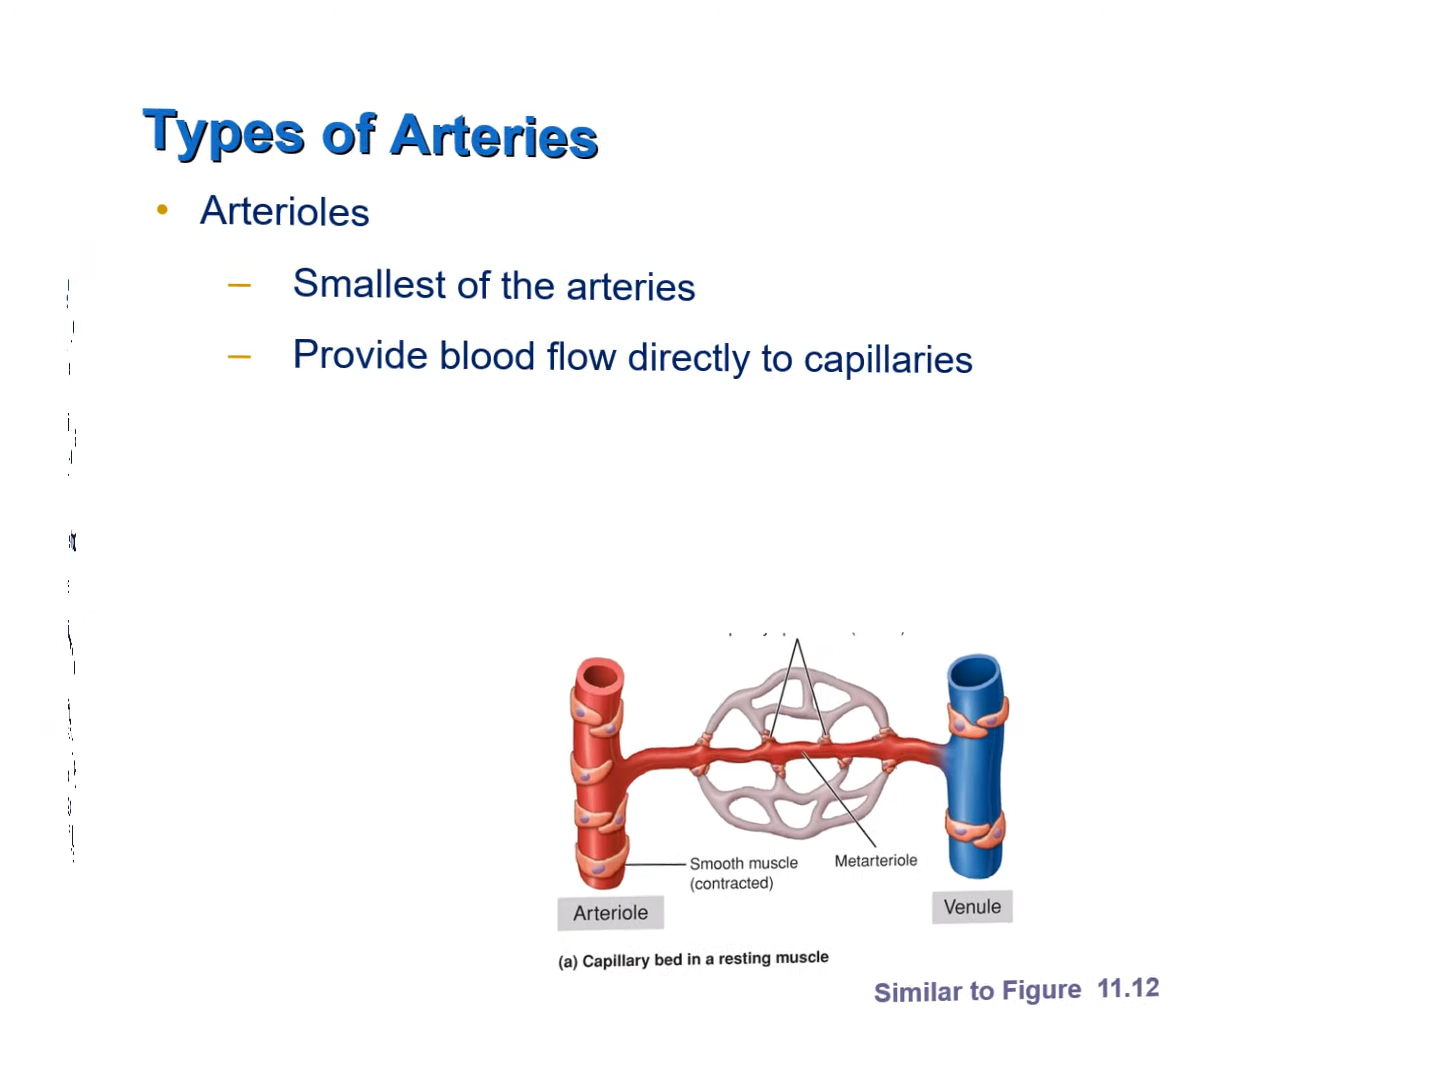 Types of Arteries
• Arterioles
– Smallest of the arteries
– Provide blood flow directly to capillaries
Smooth muscle
(contracted)
Metarteriole
Arteriole
Venule
(a) Capillary bed in a resting muscle
Similar to Figure 11.12